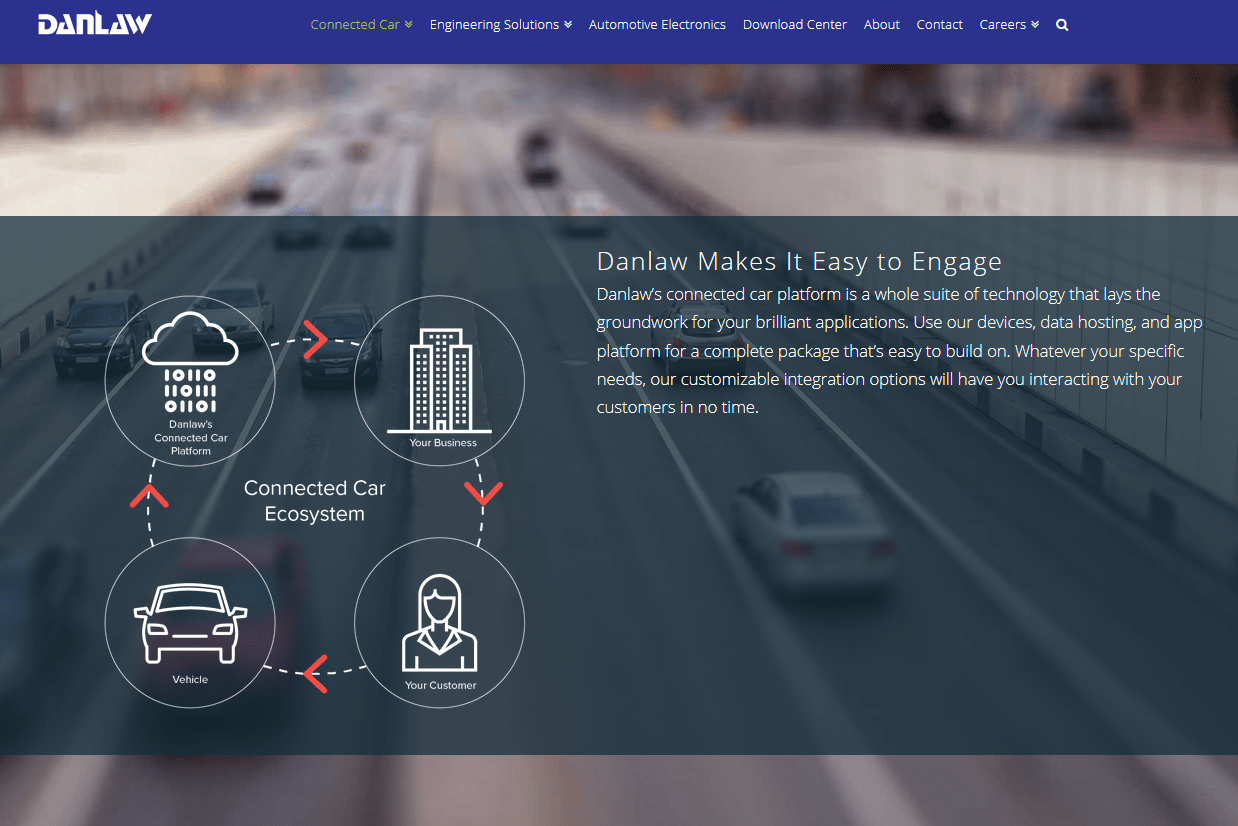 DANLAW
Connected Car Engineering Solutions Automotive Electronics Download Center About Contact Careers
Danlaw Makes It Easy to Engage
Danlaw’s connected car platform is a whole suite of technology that lays the
groundwork for your brilliant applications. Use our devices, data hosting, and app
platform for a complete package that’s easy to build on. Whatever your specific
needs, our customizable integration options will have you interacting with your
customers in no time.
10110
10111
01101
Danlaw’s
Connected Car
Platform
Your Business
Connected Car
Ecosystem
Vehicle
Your Customer